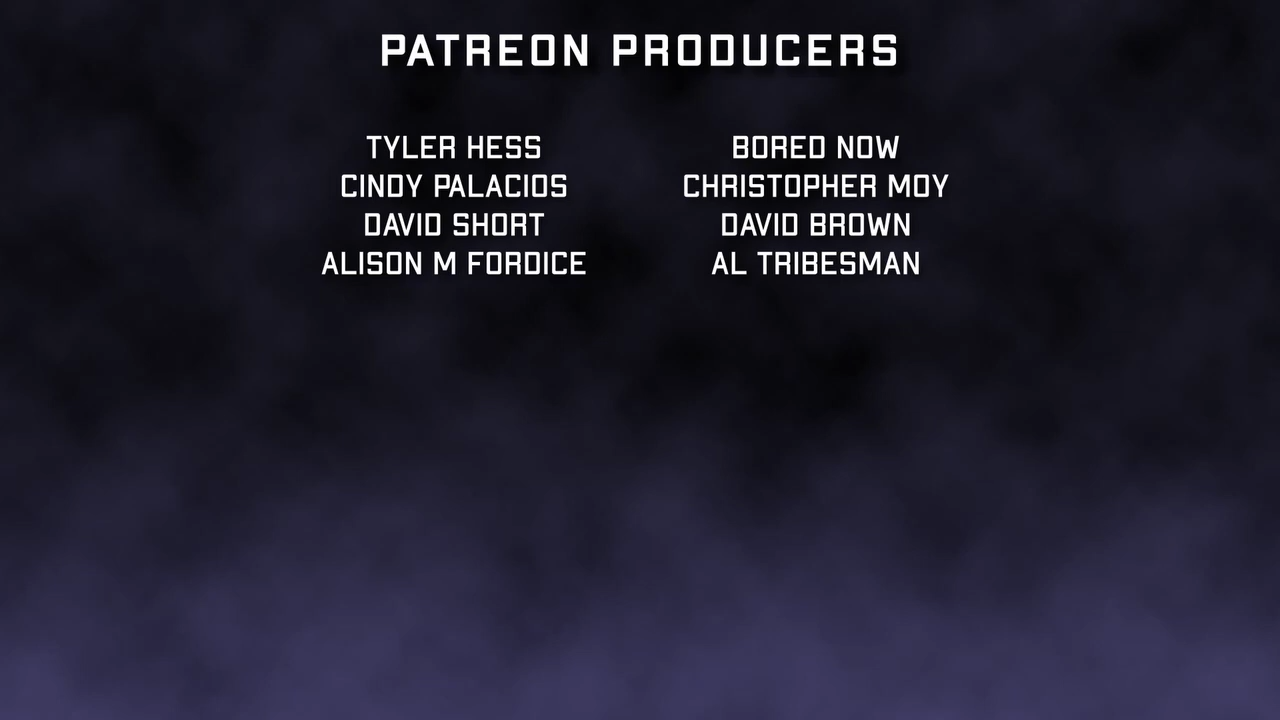 PATREON PRODUCERS
TYLER HESS
CINDY PALACIOS
DAVID SHORT
ALISON M FORDICE
BORED NOW
CHRISTOPHER MOY
DAVID BROWN
AL TRIBESMAN